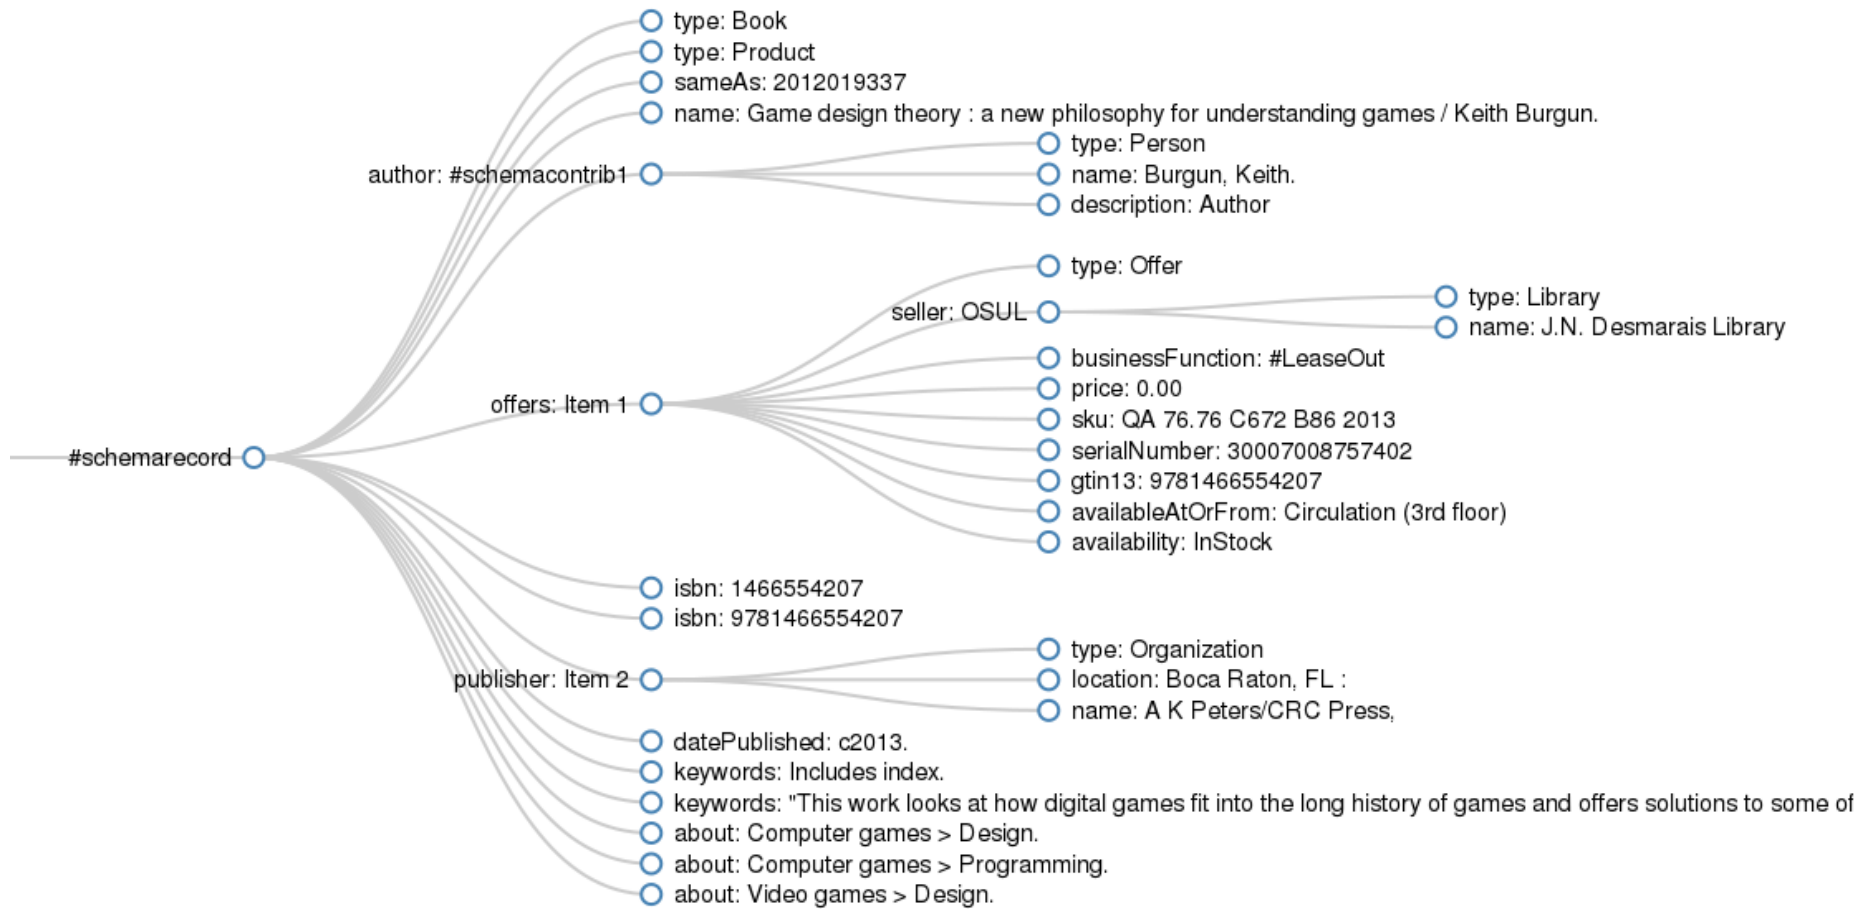 type: Book
type: Product
sameAs: 2012019337
name: Game design theory : a new philosophy for understanding games / Keith Burgun.
author: #schemacontrib1
type: Person
name: Burgun, Keith.
description: Author
type: Offer
seller: OSUL
type: Library
name: J.N. Desmarais Library
businessFunction: #LeaseOut
price: 0.00
offers: Item 1
sku: QA 76.76 C672 B86 2013
serialNumber: 30007008757402
#schemarecord
gtin13: 9781466554207
availableAtOrFrom: Circulation (3rd floor)
availability: InStock
isbn: 1466554207
isbn: 9781466554207
publisher: Item 2
type: Organization
location: Boca Raton, FL :
name: A K Peters/CRC Press,
datePublished: c2013.
keywords: Includes index.
keywords: "This work looks at how digital games fit into the long history of games and offers solutions to some of
about: Computer games > Design.
about: Computer games > Programming.
about: Video games > Design.